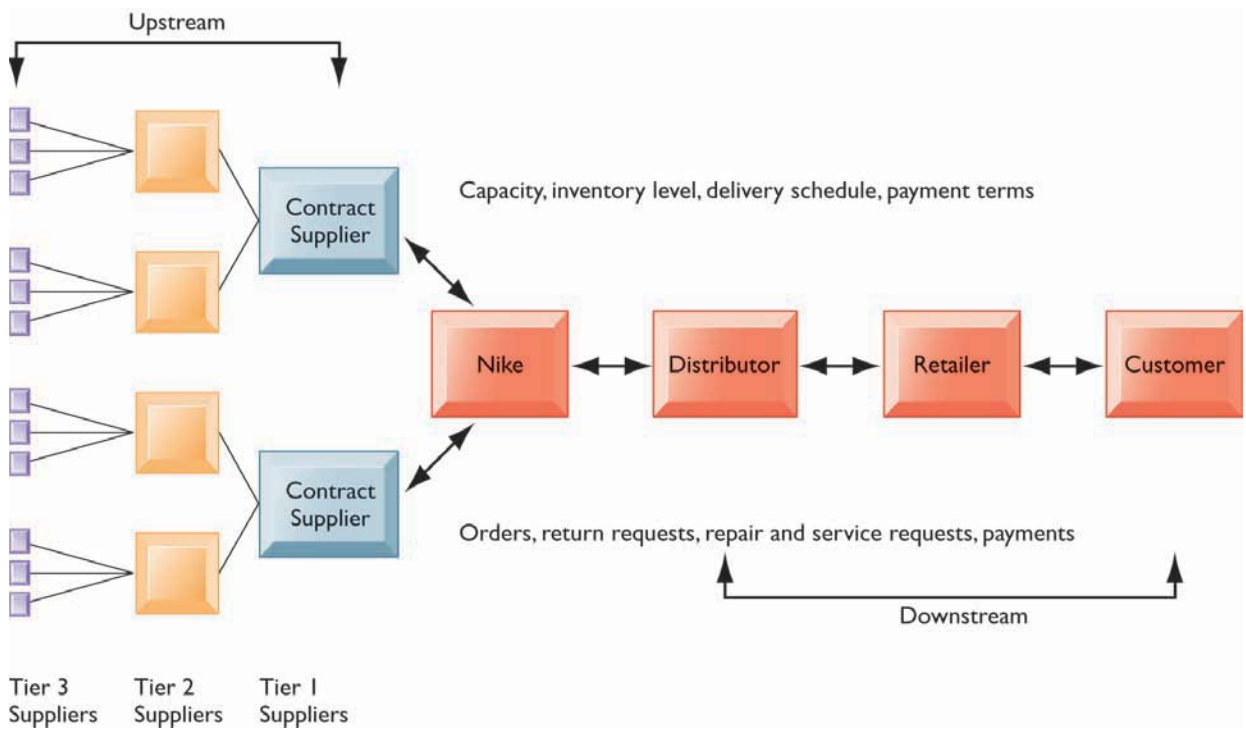 Upstream
Contract
Supplier
Capacity, inventory level, delivery schedule, payment terms
Nike
Distributor
Retailer
Customer
Contract
Supplier
Orders, return requests, repair and service requests, payments
Downstream
Tier 3
Suppliers
Tier 2
Suppliers
Tier 1
Suppliers